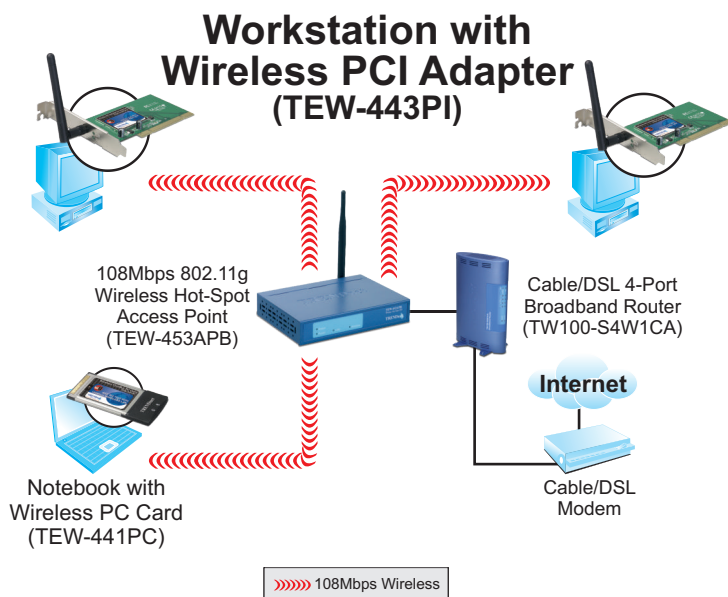 Workstation with
Wireless PCI Adapter
(TEW-443PI)
108Mbps 802.11g
Wireless Hot-Spot
Access Point
(TEW-453APB)
Cable/DSL 4-Port
Broadband Router
(TW100-S4W1CA)
Internet
Notebook with
Wireless PC Card
(TEW-441PC)
Cable/DSL
Modem
108Mbps Wireless